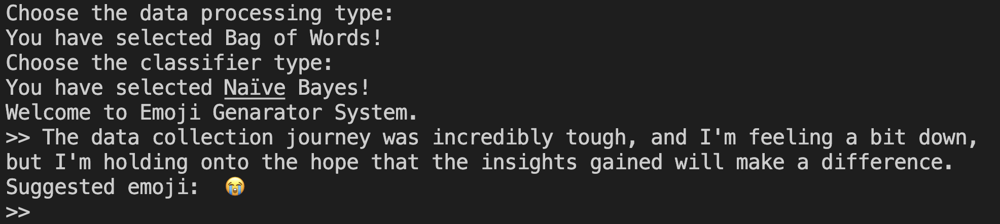 Choose the data processing type:
You have selected Bag of Words!
Choose the classifier type:
You have selected Naïve Bayes!
Welcome to Emoji Genarator System.
>> The data collection journey was incredibly tough, and I'm feeling a bit down,
but I'm holding onto the hope that the insights gained will make a difference.
Suggested emoji: 😭
>>